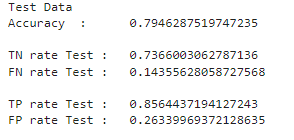 Test Data
Accuracy : 0.7946287519747235
TN rate Test : 0.7366003062787136
FN rate Test : 0.14355628058727568
TP rate Test : 0.8564437194127243
FP rate Test : 0.26339969372128635